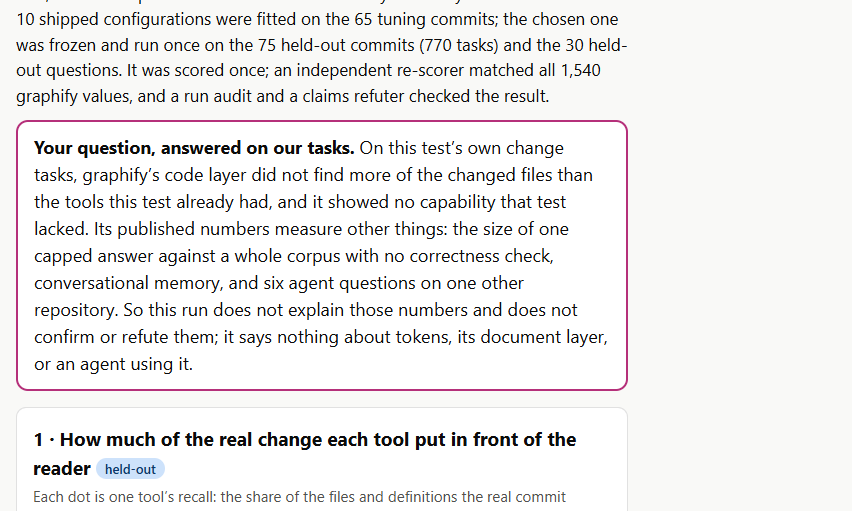 10 shipped configurations were fitted on the 65 tuning commits; the chosen one
was frozen and run once on the 75 held-out commits (770 tasks) and the 30 held-
out questions. It was scored once; an independent re-scorer matched all 1,540
graphify values, and a run audit and a claims refuter checked the result.
Your question, answered on our tasks. On this test’s own change
tasks, graphify’s code layer did not find more of the changed files than
the tools this test already had, and it showed no capability that test
lacked. Its published numbers measure other things: the size of one
capped answer against a whole corpus with no correctness check,
conversational memory, and six agent questions on one other
repository. So this run does not explain those numbers and does not
confirm or refute them; it says nothing about tokens, its document layer,
or an agent using it.
1 · How much of the real change each tool put in front of the
reader held-out
Each dot is one tool’s recall: the share of the files and definitions the real commit